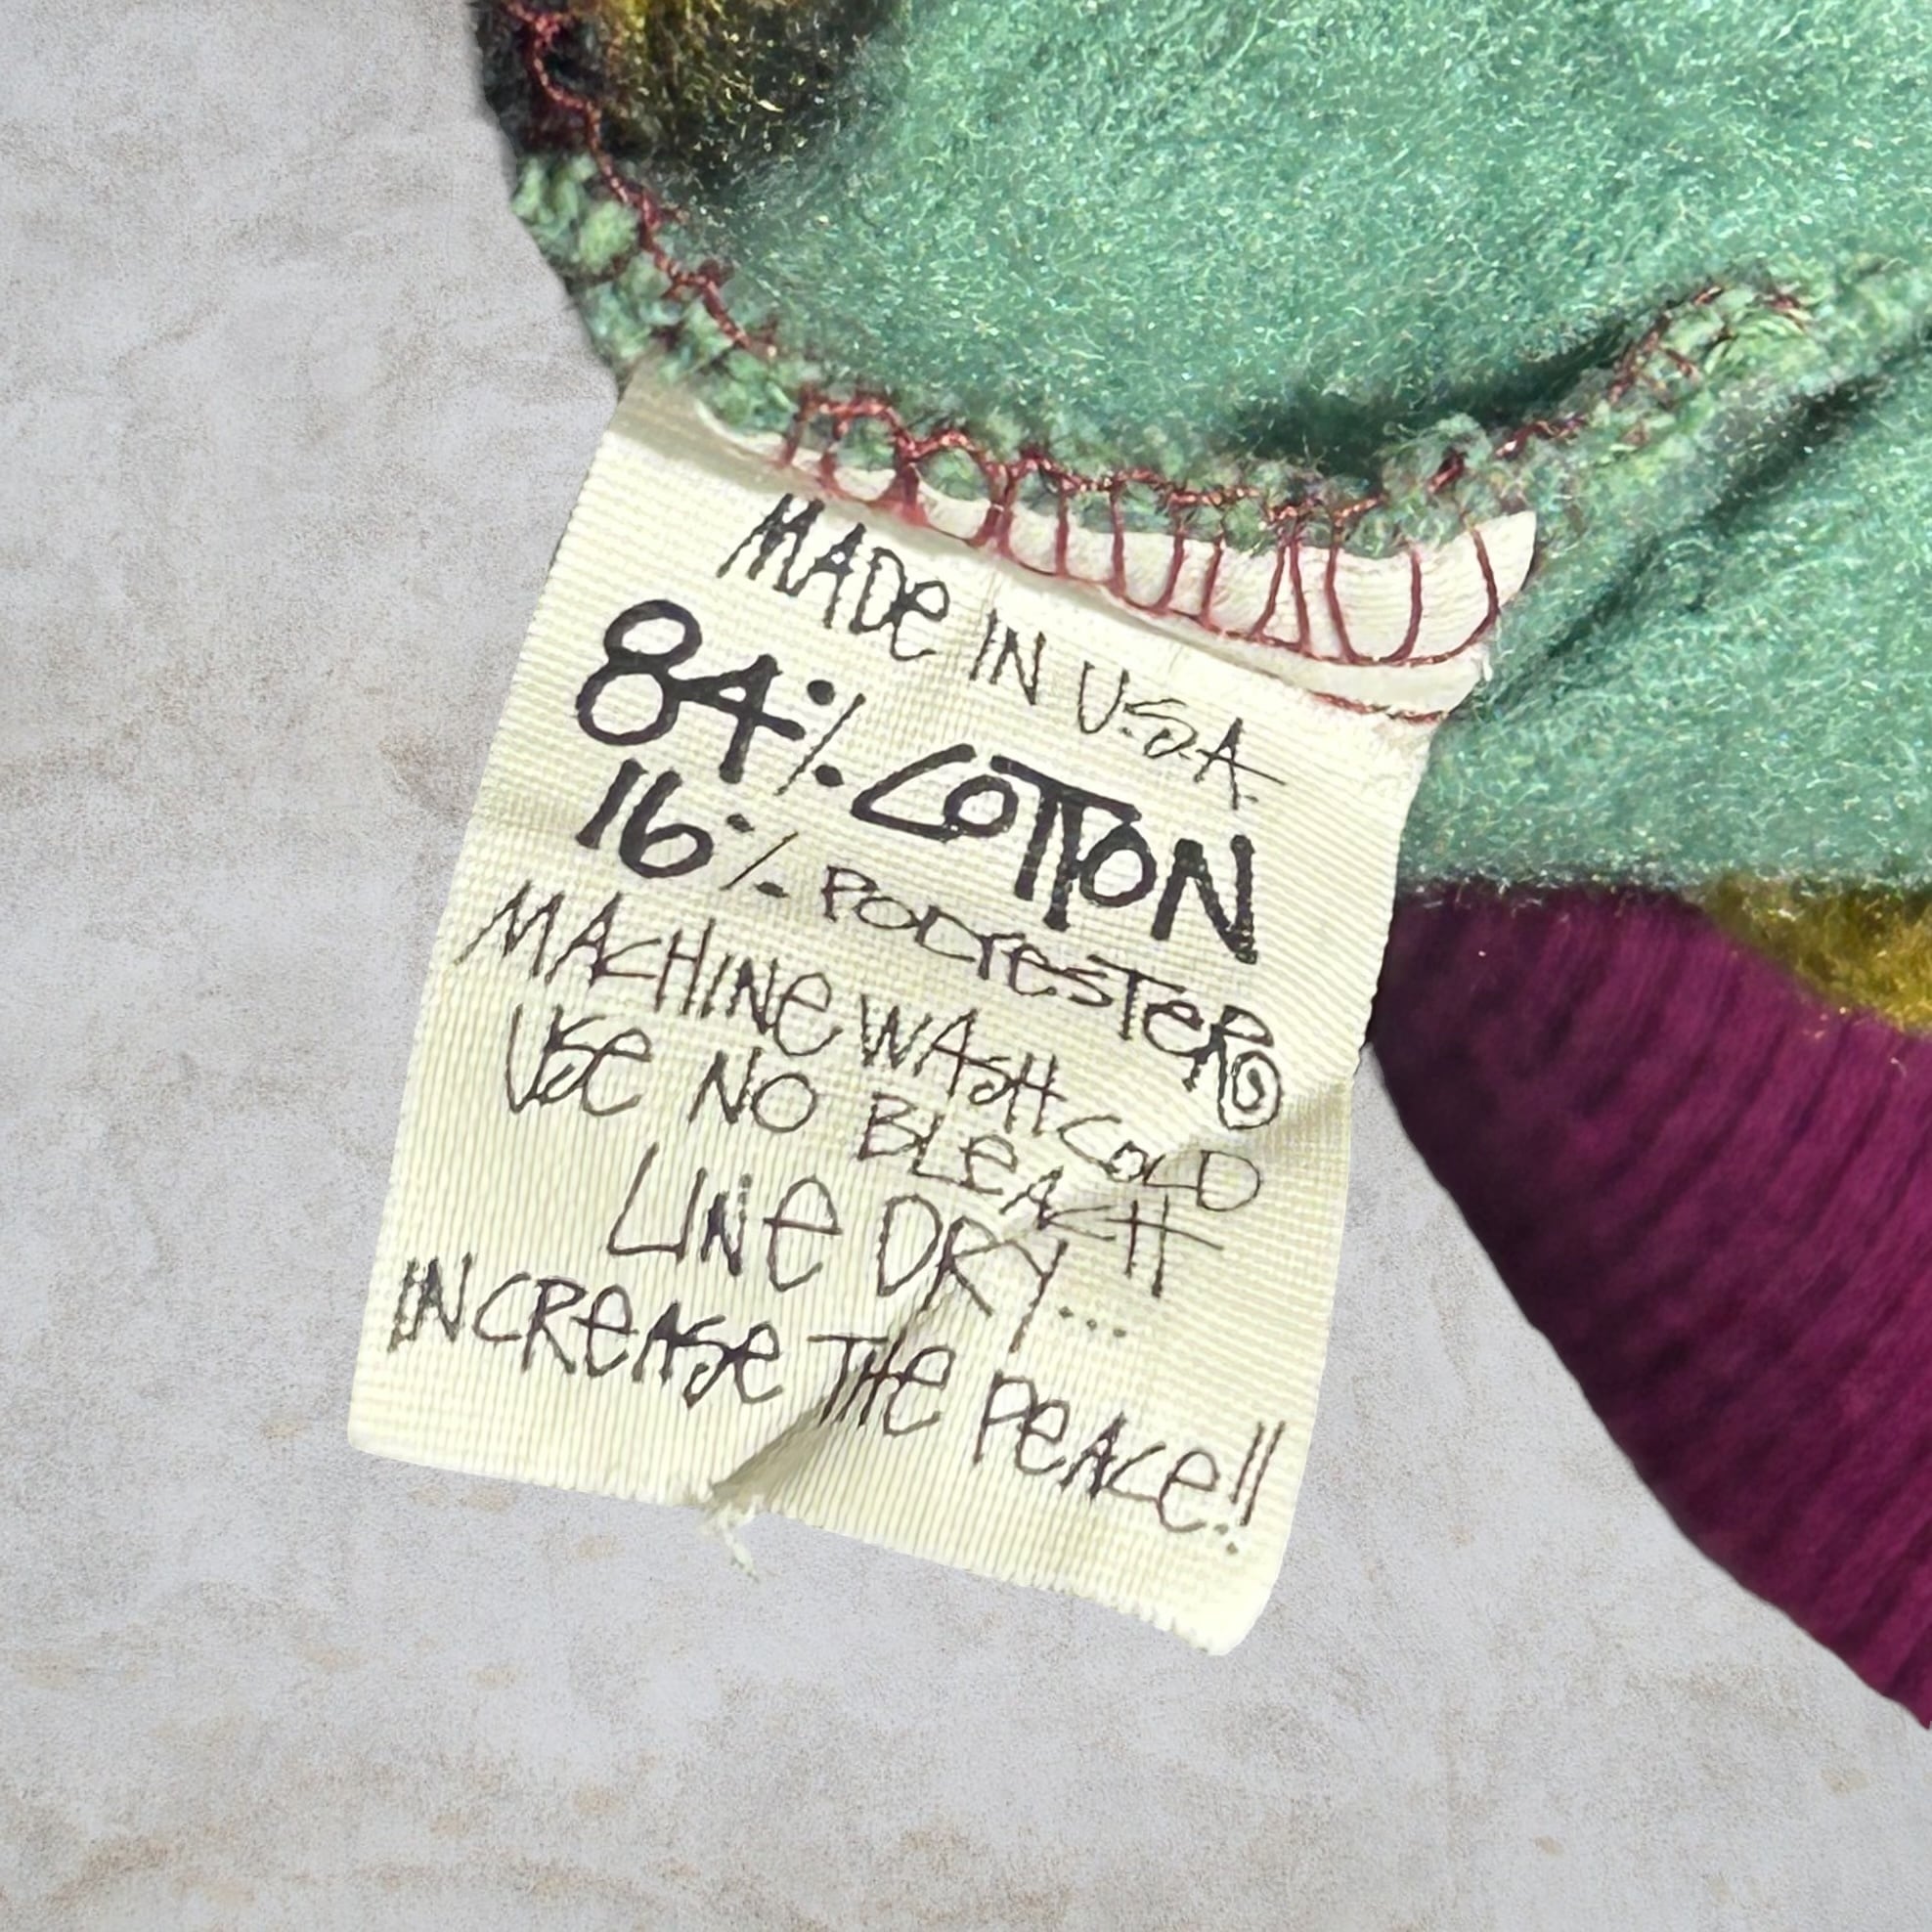 MADe IN U.S.A.
84% COTTON
16% POLYESTER
MACHINE WASH COLD
USe NO BLeACH
LINe DRY...
INCREASe THe PeACe!!